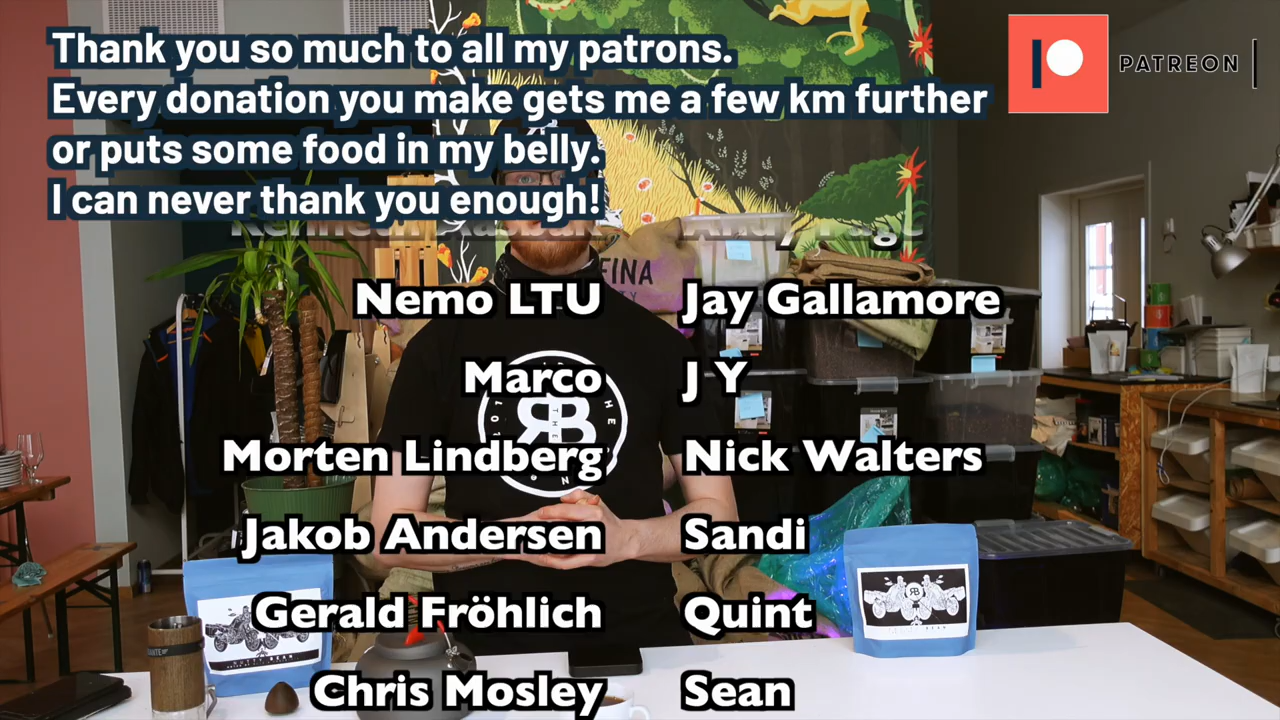 Thank you so much to all my patrons.
Every donation you make gets me a few km further
or puts some food in my belly.
I can never thank you enough!
PATREON
FINA
Nemo LTU
Jay Gallamore
Marco
J Y
RB
Morten Lindberg
Nick Walters
Jakob Andersen
Sandi
Gerald Fröhlich
Quint
Chris Mosley
Sean